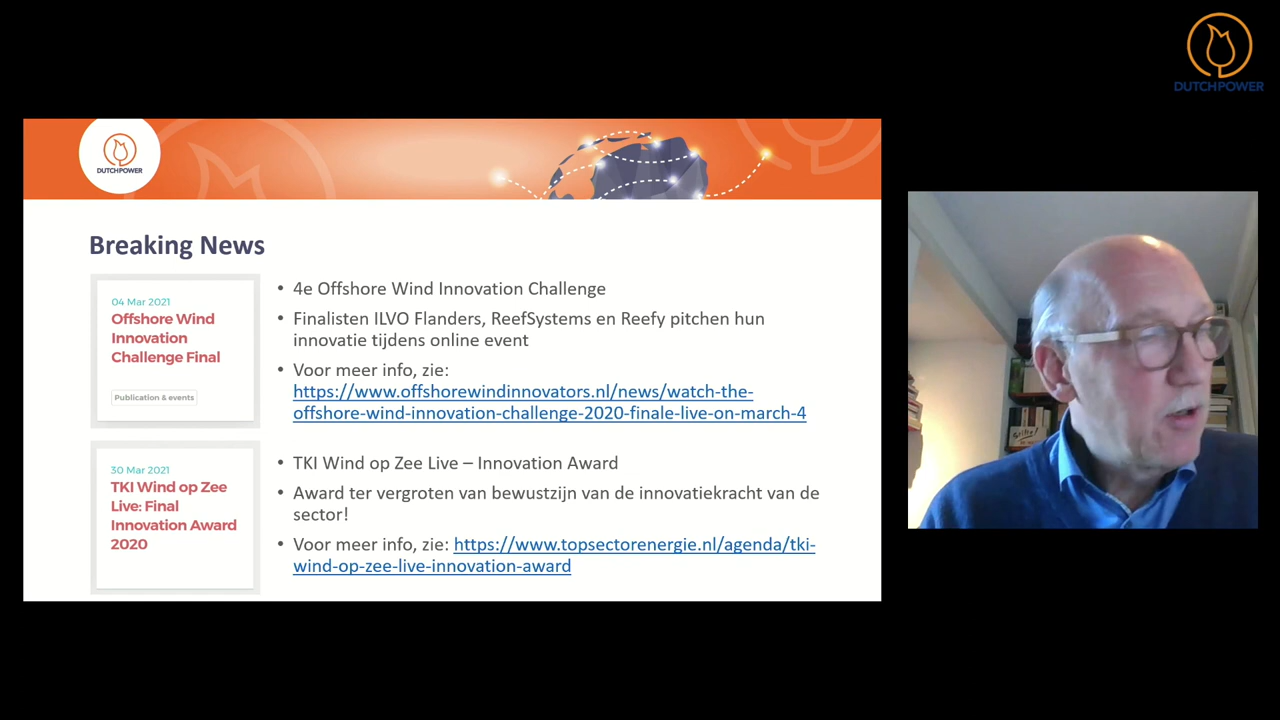 DUTCH POWER
DUTCH POWER
Breaking News
04 Mar 2021
Offshore Wind
Innovation
Challenge Final
Publication & events
• 4e Offshore Wind Innovation Challenge
• Finalisten ILVO Flanders, ReefSystems en Reefy pitchen hun
innovatie tijdens online event
• Voor meer info, zie:
https://www.offshorewindinnovators.nl/news/watch-the-
offshore-wind-innovation-challenge-2020-finale-live-on-march-4
30 Mar 2021
TKI Wind op Zee
Live: Final
Innovation Award
2020
• TKI Wind op Zee Live – Innovation Award
• Award ter vergroten van bewustzijn van de innovatiekracht van de
sector!
• Voor meer info, zie: https://www.topsectorenergie.nl/agenda/tki-
wind-op-zee-live-innovation-award